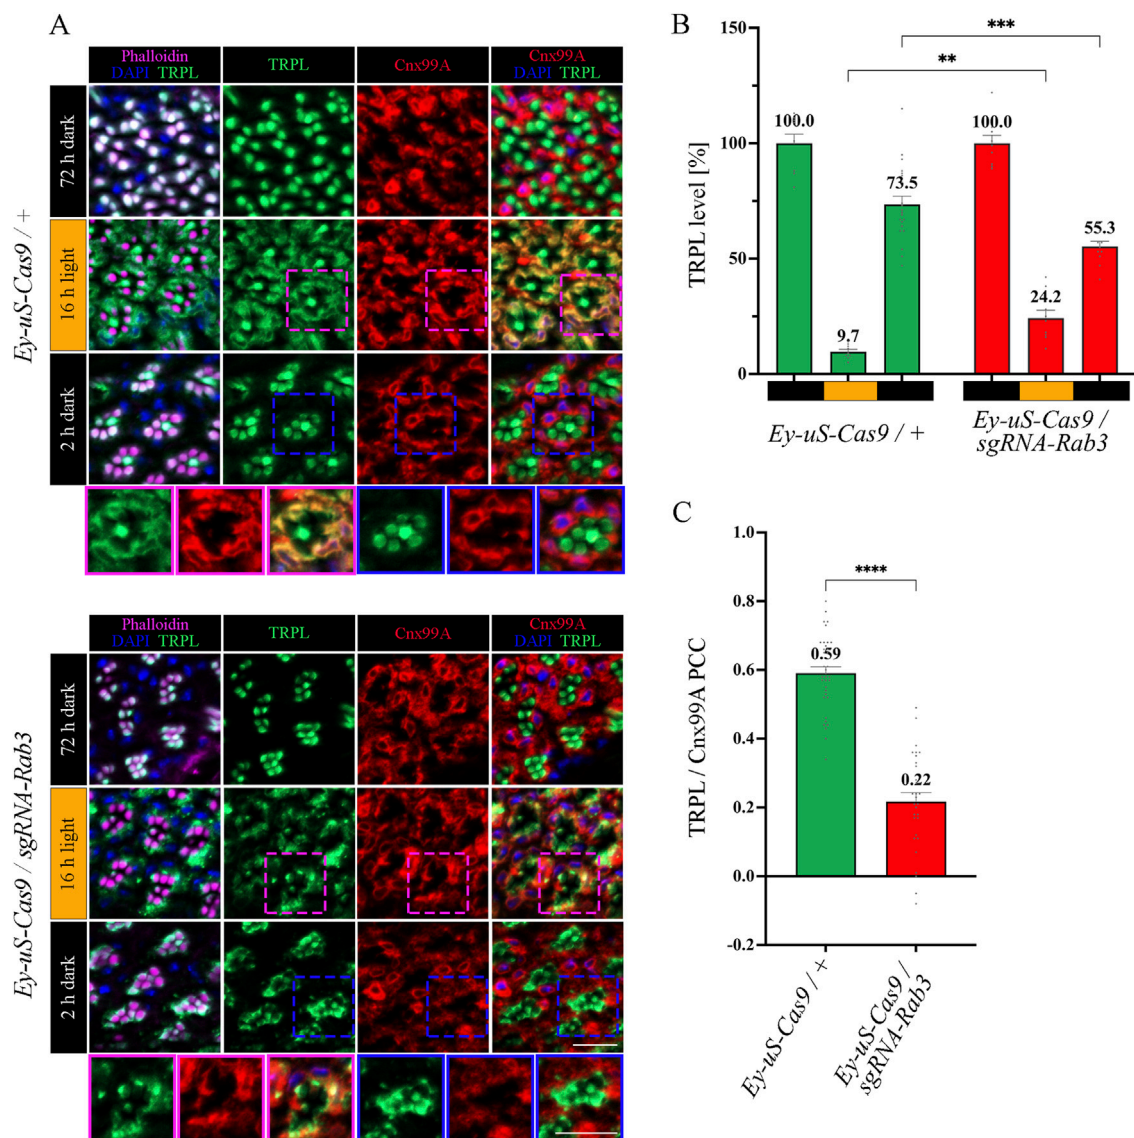 A
Phalloidin
DAPI TRPL
TRPL
Cnx99A
Cnx99A
DAPI TRPL
Ey-uS-Cas9 / +
72 h dark
16 h light
2 h dark
Phalloidin
DAPI TRPL
TRPL
Cnx99A
Cnx99A
DAPI TRPL
Ey-uS-Cas9 / sgRNA-Rab3
72 h dark
16 h light
2 h dark
B
TRPL level [%]
150
100
50
0
***
**
100.0
9.7
73.5
100.0
24.2
55.3
Ey-uS-Cas9 / +
Ey-uS-Cas9 /
sgRNA-Rab3
C
TRPL / Cnx99A PCC
1.0
0.8
0.6
0.4
0.2
0.0
-0.2
****
0.59
0.22
Ey-uS-Cas9 / +
Ey-uS-Cas9 /
sgRNA-Rab3